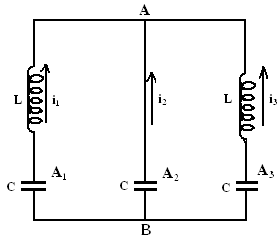 A
L i₁ i₂ L i₃
C A₁ C A₂ C A₃
B